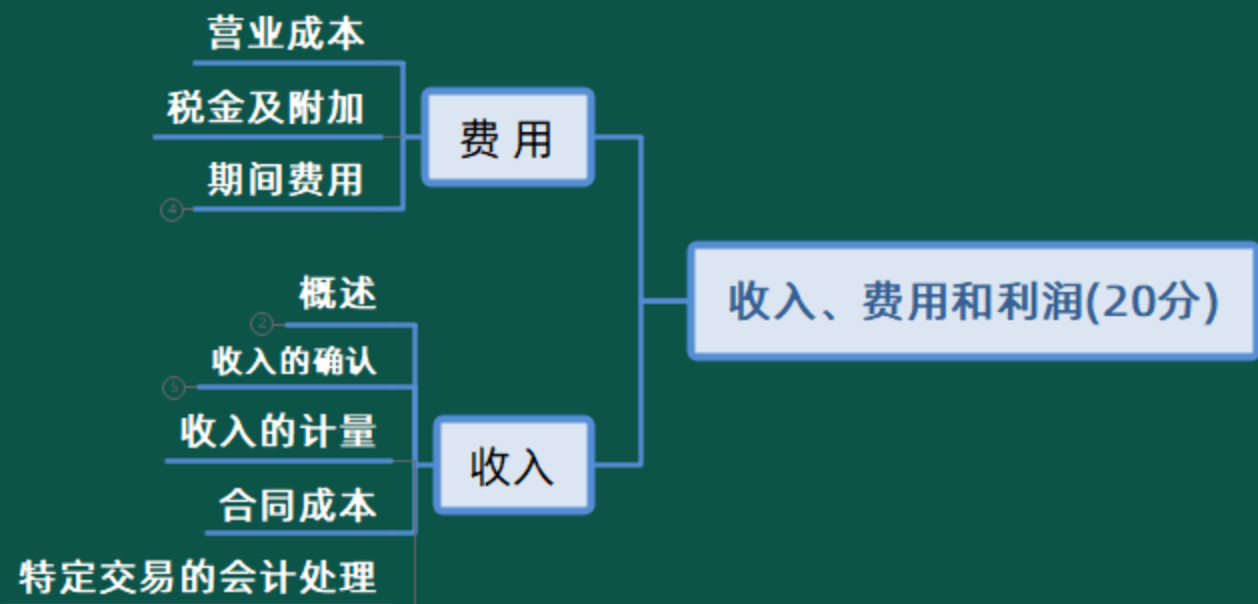 营业成本
税金及附加
费 用
期间费用
4
概述
2
收入、费用和利润(20分)
收入的确认
5
收入的计量
收入
合同成本
特定交易的会计处理